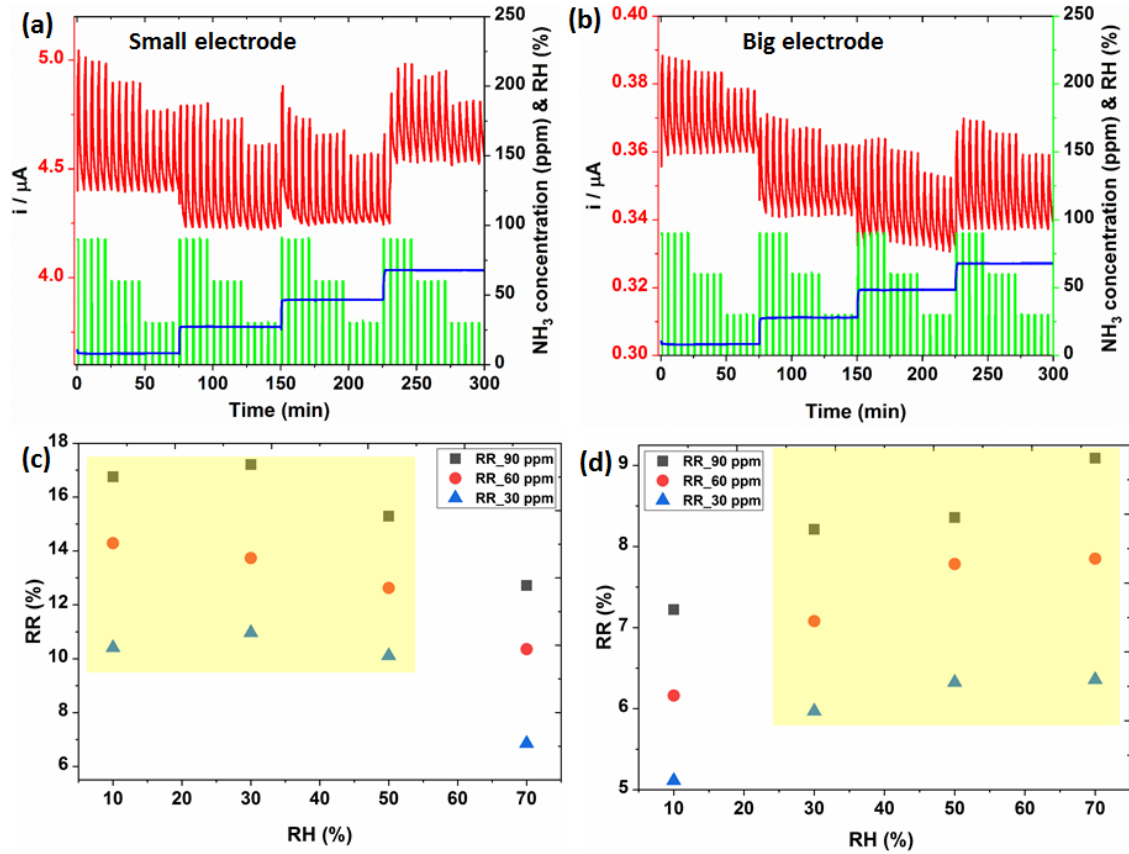 (a)
Small electrode
i / µA
5.0
4.5
4.0
250
200
150
100
50
0
NH3 concentration (ppm) & RH (%)
0 50 100 150 200 250 300
Time (min)
(b)
Big electrode
i / µA
0.40
0.38
0.36
0.34
0.32
0.30
250
200
150
100
50
0
NH3 concentration (ppm) & RH (%)
0 50 100 150 200 250 300
Time (min)
(c)
RR_90 ppm
RR_60 ppm
RR_30 ppm
RR (%)
18
16
14
12
10
8
6
10 20 30 40 50 60 70
RH (%)
(d)
RR_90 ppm
RR_60 ppm
RR_30 ppm
RR (%)
9
8
7
6
5
10 20 30 40 50 60 70
RH (%)